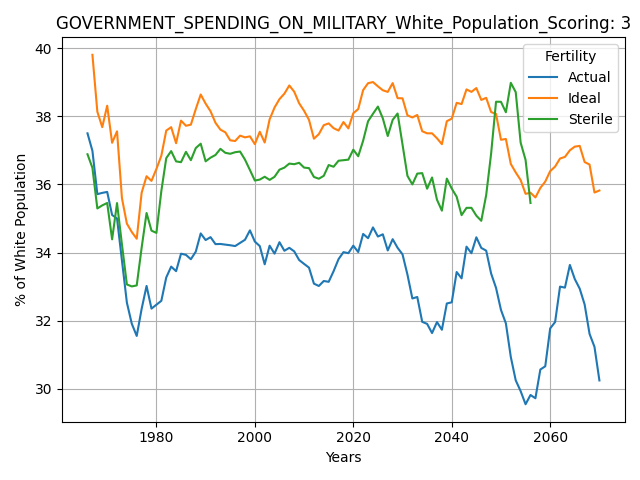 GOVERNMENT_SPENDING_ON_MILITARY_White_Population_Scoring: 3
% of White Population
40
38
36
34
32
30
Fertility
Actual
Ideal
Sterile
1980
2000
2020
2040
2060
Years